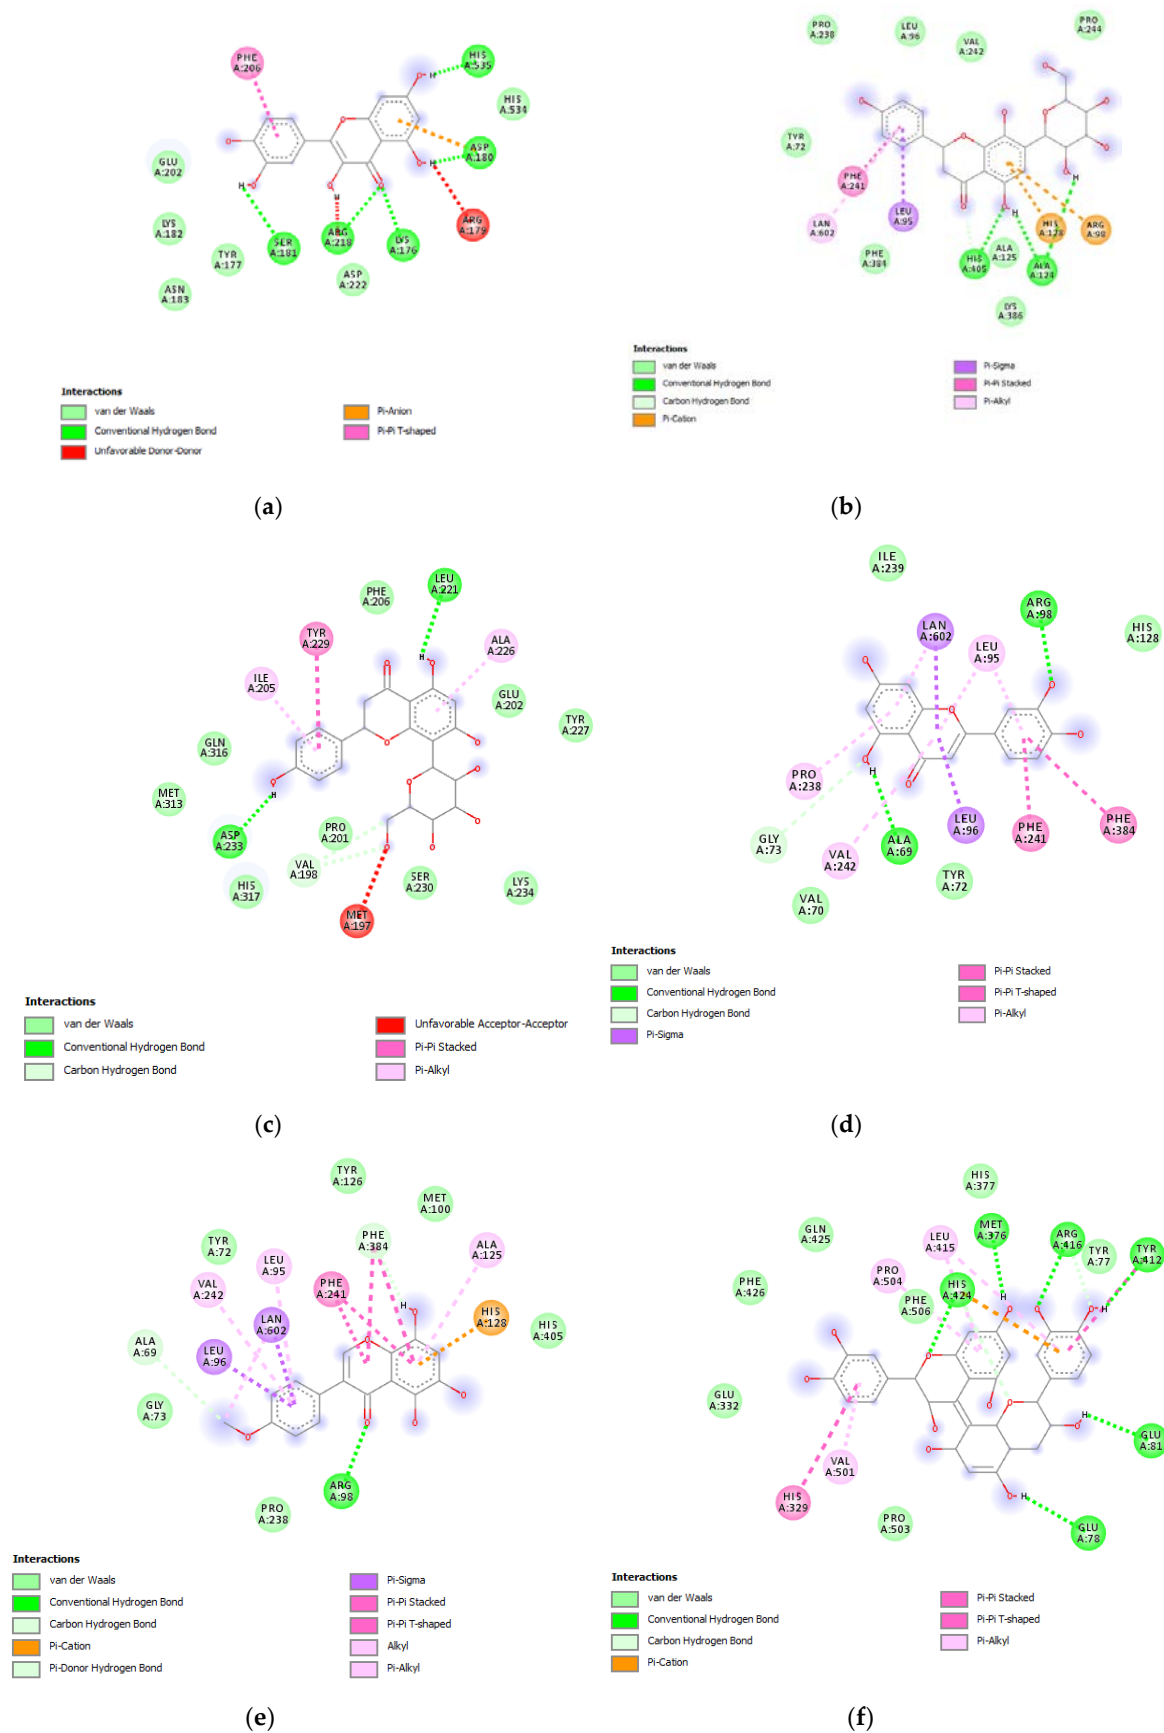 PHE
A:206
HIS
A:535
HIS
A:534
ASP
A:180
GLU
A:202
ARG
A:179
LYS
A:182
SER
A:181
ARG
A:218
LYS
A:176
TYR
A:177
ASP
A:222
ASN
A:183
Interactions
van der Waals
Conventional Hydrogen Bond
Unfavorable Donor-Donor
Pi-Anion
Pi-Pi T-shaped
(a)
PRO
A:238
LEU
A:96
VAL
A:242
PRO
A:244
TYR
A:72
PHE
A:241
LAN
A:602
LEU
A:95
HIS
A:128
ARG
A:98
PHE
A:384
HIS
A:405
ALA
A:125
ALA
A:124
LYS
A:386
Interactions
van der Waals
Conventional Hydrogen Bond
Carbon Hydrogen Bond
Pi-Cation
Pi-Sigma
Pi-Pi Stacked
Pi-Alkyl
(b)
PHE
A:206
LEU
A:221
TYR
A:229
ALA
A:226
ILE
A:205
GLU
A:202
TYR
A:227
GLN
A:316
MET
A:313
ASP
A:233
PRO
A:201
VAL
A:198
HIS
A:317
SER
A:230
LYS
A:234
MET
A:197
Interactions
van der Waals
Conventional Hydrogen Bond
Carbon Hydrogen Bond
Unfavorable Acceptor-Acceptor
Pi-Pi Stacked
Pi-Alkyl
(c)
ILE
A:239
ARG
A:98
LAN
A:602
LEU
A:95
HIS
A:128
PRO
A:238
GLY
A:73
VAL
A:242
ALA
A:69
LEU
A:96
PHE
A:241
PHE
A:384
TYR
A:72
VAL
A:70
Interactions
van der Waals
Conventional Hydrogen Bond
Carbon Hydrogen Bond
Pi-Sigma
Pi-Pi Stacked
Pi-Pi T-shaped
Pi-Alkyl
(d)
TYR
A:126
MET
A:100
TYR
A:72
PHE
A:384
ALA
A:125
LEU
A:95
VAL
A:242
PHE
A:241
LAN
A:602
HIS
A:128
HIS
A:405
ALA
A:69
LEU
A:96
GLY
A:73
ARG
A:98
PRO
A:238
Interactions
van der Waals
Conventional Hydrogen Bond
Carbon Hydrogen Bond
Pi-Cation
Pi-Donor Hydrogen Bond
Pi-Sigma
Pi-Pi Stacked
Pi-Pi T-shaped
Alkyl
Pi-Alkyl
(e)
HIS
A:377
GLN
A:425
MET
A:376
ARG
A:416
LEU
A:415
TYR
A:77
TYR
A:412
PRO
A:504
PHE
A:426
PHE
A:506
HIS
A:424
GLU
A:332
GLU
A:81
VAL
A:501
HIS
A:329
PRO
A:503
GLU
A:78
Interactions
van der Waals
Conventional Hydrogen Bond
Carbon Hydrogen Bond
Pi-Cation
Pi-Pi Stacked
Pi-Pi T-shaped
Pi-Alkyl
(f)